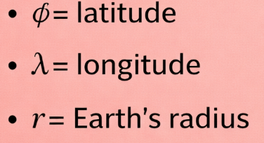 • ϕ = latitude
• λ = longitude
• r = Earth's radius